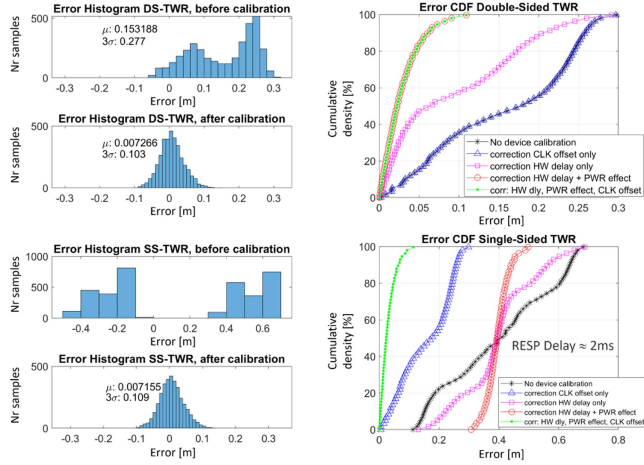 Error Histogram DS-TWR, before calibration
Nr samples
500
0
μ: 0.153188
3σ: 0.277
-0.3 -0.2 -0.1 0 0.1 0.2 0.3
Error [m]
Error Histogram DS-TWR, after calibration
Nr samples
500
0
μ: 0.007266
3σ: 0.103
-0.3 -0.2 -0.1 0 0.1 0.2 0.3
Error [m]
Error Histogram SS-TWR, before calibration
Nr samples
1000
500
0
-0.4 -0.2 0 0.2 0.4 0.6
Error [m]
Error Histogram SS-TWR, after calibration
Nr samples
500
0
μ: 0.007155
3σ: 0.109
-0.3 -0.2 -0.1 0 0.1 0.2 0.3
Error [m]
Error CDF Double-Sided TWR
Cumulative
density [%]
100
80
60
40
20
0
No device calibration
correction CLK offset only
correction HW delay only
correction HW delay + PWR effect
corr: HW dly, PWR effect, CLK offset
0 0.05 0.1 0.15 0.2 0.25 0.3
Error [m]
Error CDF Single-Sided TWR
Cumulative
density [%]
100
80
60
40
20
0
RESP Delay ≈ 2ms
No device calibration
correction CLK offset only
correction HW delay only
correction HW delay + PWR effect
corr: HW dly, PWR effect, CLK offset
0 0.2 0.4 0.6 0.8
Error [m]